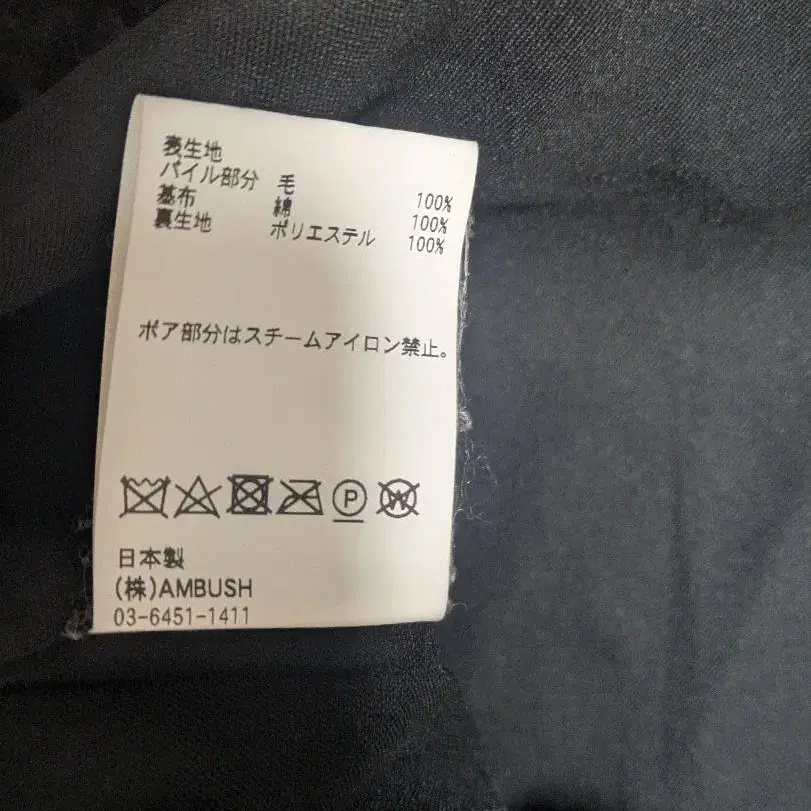 表生地
パイル部分 毛 100%
基布 綿 100%
裏生地 ポリエステル 100%
ボア部分はスチームアイロン禁止。
P W
日本製
(株)AMBUSH
03-6451-1411